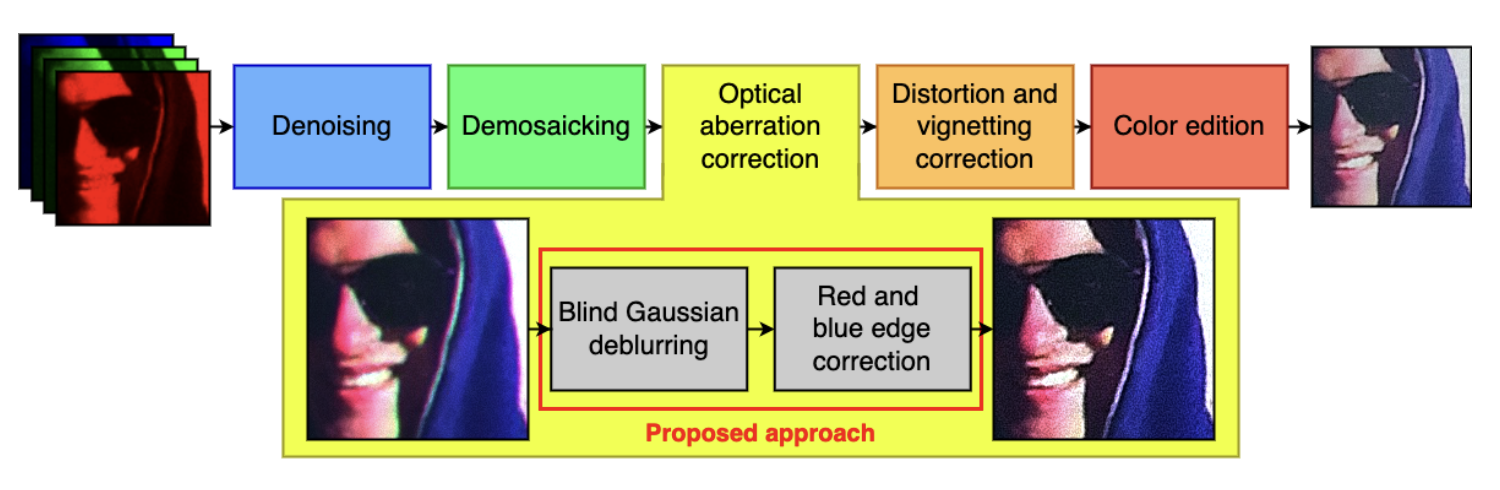 Denoising
Demosaicking
Optical
aberration
correction
Distortion and
vignetting
correction
Color edition
Blind Gaussian
deblurring
Red and
blue edge
correction
Proposed approach